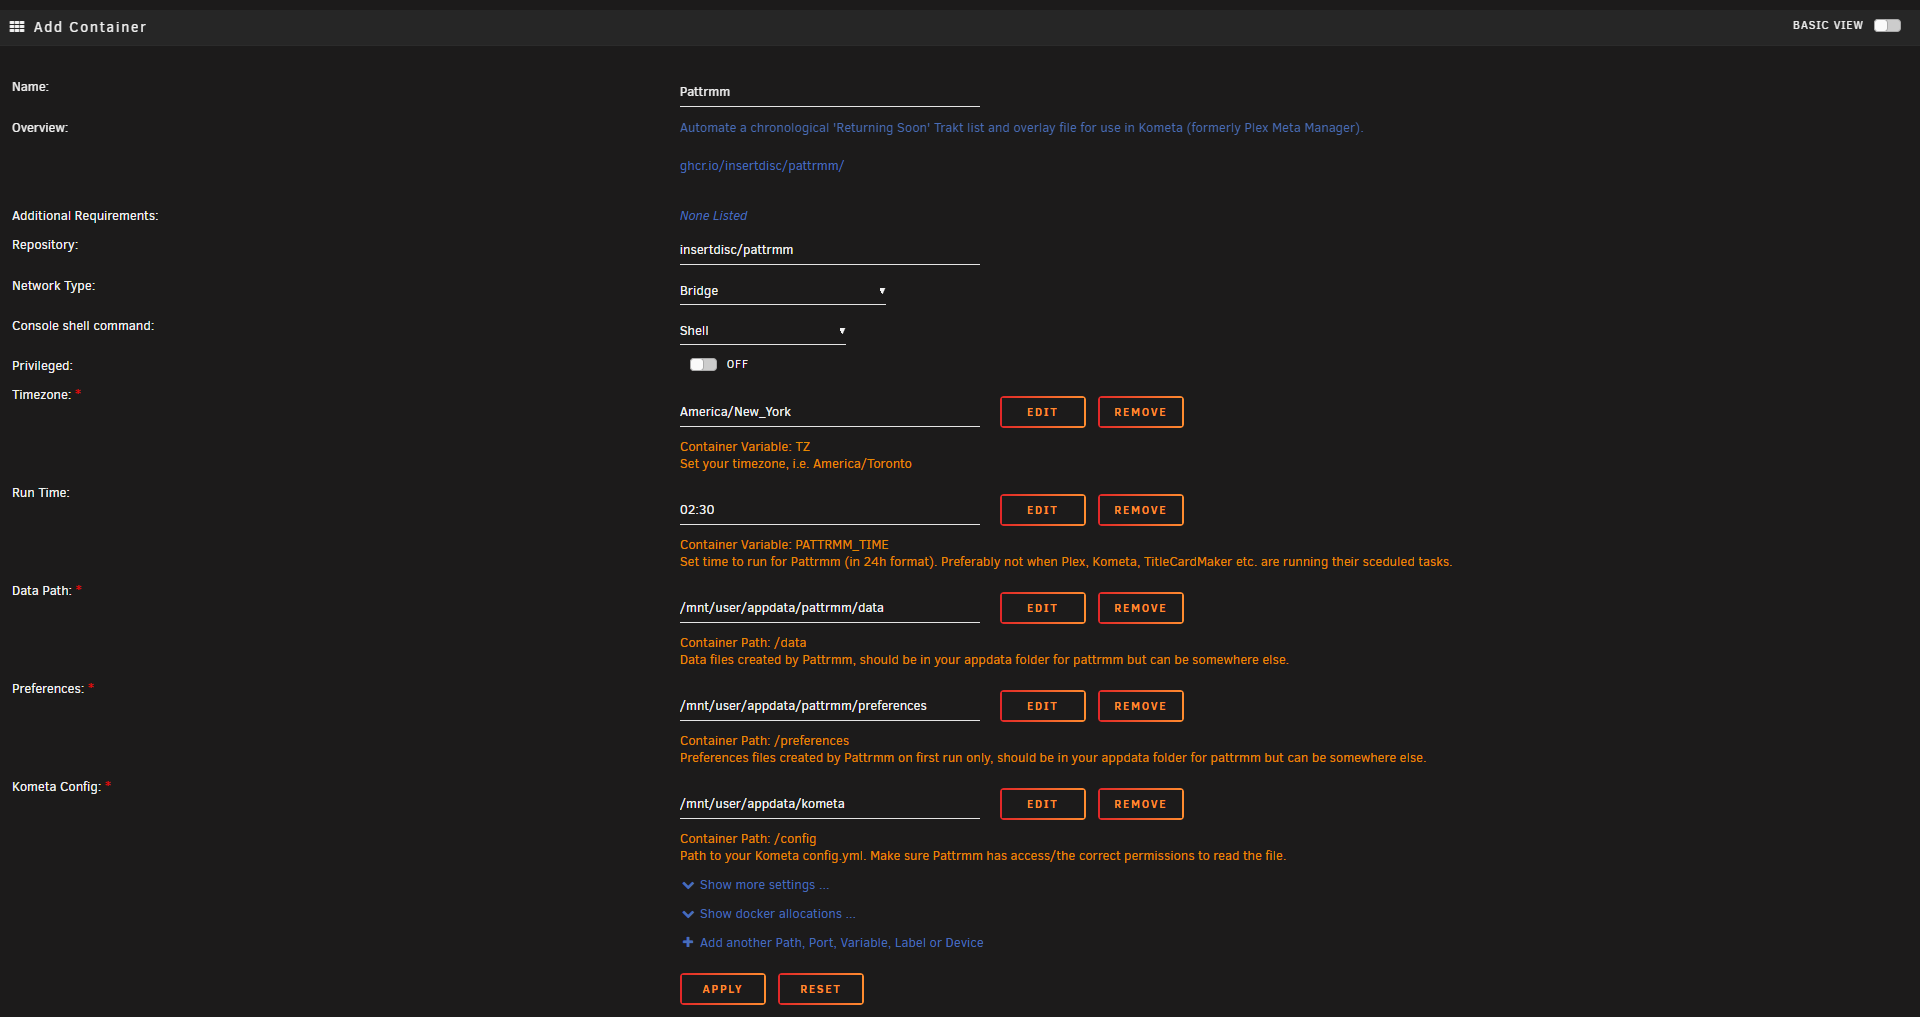 Add Container
BASIC VIEW
Name:
Pattrmm
Overview:
Automate a chronological 'Returning Soon' Trakt list and overlay file for use in Kometa (formerly Plex Meta Manager).
ghcr.io/insertdisc/pattrmm/
Additional Requirements:
None Listed
Repository:
insertdisc/pattrmm
Network Type:
Bridge
Console shell command:
Shell
Privileged:
OFF
Timezone: *
America/New_York
EDIT
REMOVE
Container Variable: TZ
Set your timezone, i.e. America/Toronto
Run Time:
02:30
EDIT
REMOVE
Container Variable: PATTRMM_TIME
Set time to run for Pattrmm (in 24h format). Preferably not when Plex, Kometa, TitleCardMaker etc. are running their sceduled tasks.
Data Path: *
/mnt/user/appdata/pattrmm/data
EDIT
REMOVE
Container Path: /data
Data files created by Pattrmm, should be in your appdata folder for pattrmm but can be somewhere else.
Preferences: *
/mnt/user/appdata/pattrmm/preferences
EDIT
REMOVE
Container Path: /preferences
Preferences files created by Pattrmm on first run only, should be in your appdata folder for pattrmm but can be somewhere else.
Kometa Config: *
/mnt/user/appdata/kometa
EDIT
REMOVE
Container Path: /config
Path to your Kometa config.yml. Make sure Pattrmm has access/the correct permissions to read the file.
Show more settings ...
Show docker allocations ...
Add another Path, Port, Variable, Label or Device
APPLY
RESET